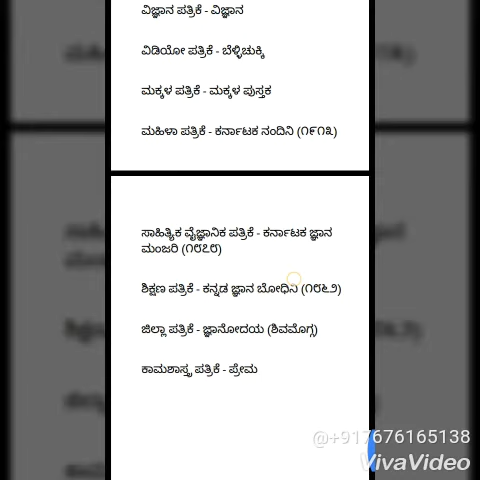 ವಿಜ್ಞಾನ ಪತ್ರಿಕೆ - ವಿಜ್ಞಾನ
ವಿಡಿಯೋ ಪತ್ರಿಕೆ - ಬೆಳ್ಳಿಚುಕ್ಕಿ
ಮಕ್ಕಳ ಪತ್ರಿಕೆ - ಮಕ್ಕಳ ಪುಸ್ತಕ
ಮಹಿಳಾ ಪತ್ರಿಕೆ - ಕರ್ನಾಟಕ ನಂದಿನಿ (೧೯೧೩)
ಸಾಹಿತ್ಯಿಕ ವೈಜ್ಞಾನಿಕ ಪತ್ರಿಕೆ - ಕರ್ನಾಟಕ ಜ್ಞಾನ
ಮಂಜರಿ (೧೮೭೮)
ಶಿಕ್ಷಣ ಪತ್ರಿಕೆ - ಕನ್ನಡ ಜ್ಞಾನ ಬೋಧಿನಿ (೧೮೬೨)
ಜಿಲ್ಲಾ ಪತ್ರಿಕೆ - ಜ್ಞಾನೋದಯ (ಶಿವಮೊಗ್ಗ)
ಕಾಮಶಾಸ್ತ್ರ ಪತ್ರಿಕೆ - ಪ್ರೇಮ
@+917676165138
VivaVideo